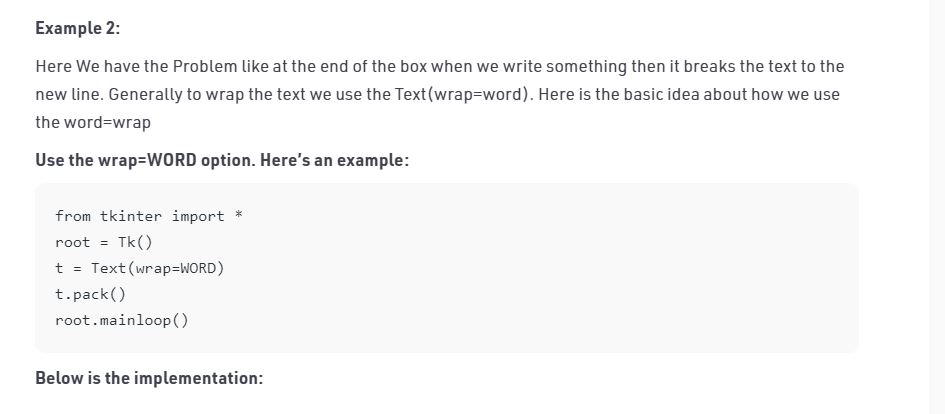 Example 2:
Here We have the Problem like at the end of the box when we write something then it breaks the text to the
new line. Generally to wrap the text we use the Text(wrap=word). Here is the basic idea about how we use
the word=wrap
Use the wrap=WORD option. Here’s an example:
from tkinter import *
root = Tk()
t = Text(wrap=WORD)
t.pack()
root.mainloop()
Below is the implementation: